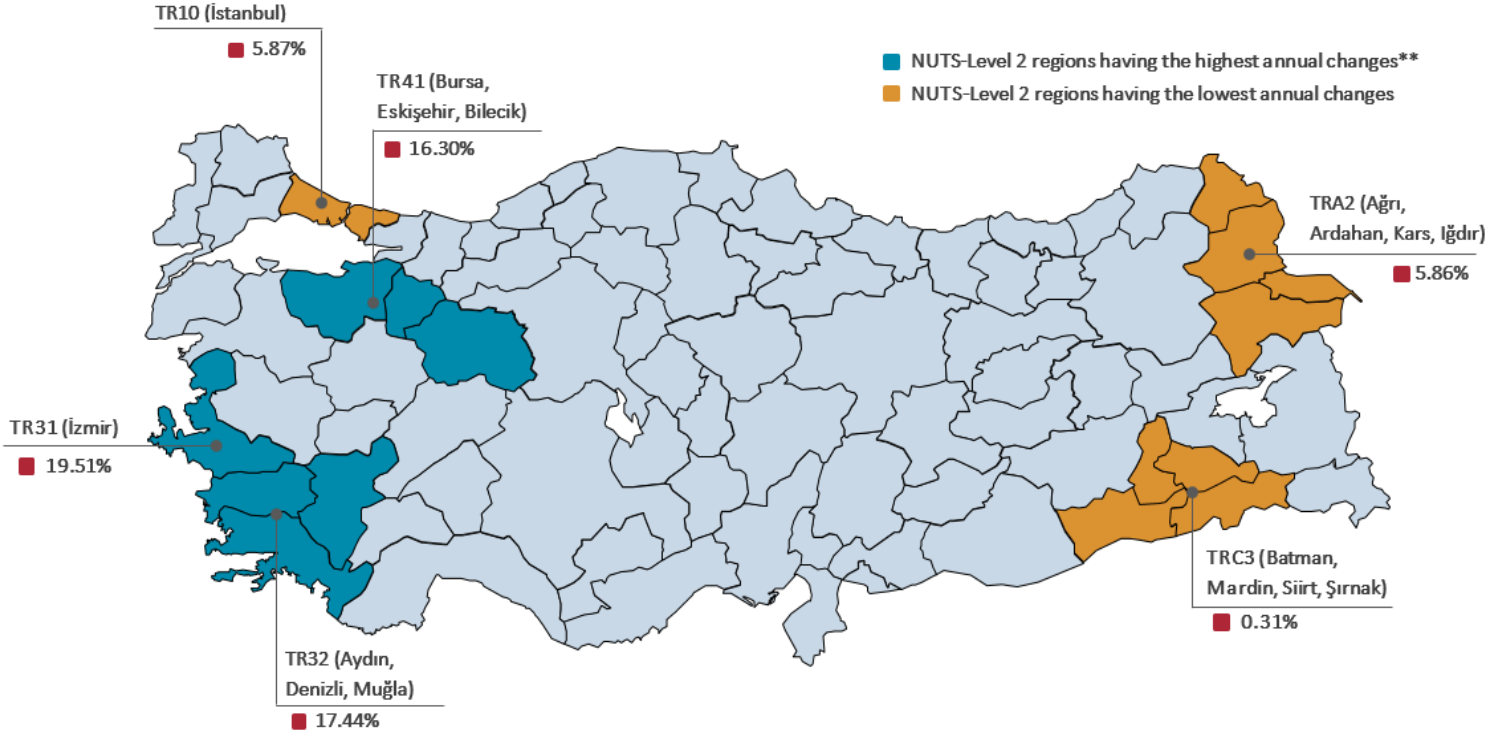 TR10 (İstanbul)
5.87%
TR41 (Bursa,
Eskişehir, Bilecik)
16.30%
NUTS-Level 2 regions having the highest annual changes**
NUTS-Level 2 regions having the lowest annual changes
TRA2 (Ağrı,
Ardahan, Kars, Iğdır)
5.86%
TR31 (İzmir)
19.51%
TRC3 (Batman,
Mardin, Siirt, Şırnak)
0.31%
TR32 (Aydın,
Denizli, Muğla)
17.44%